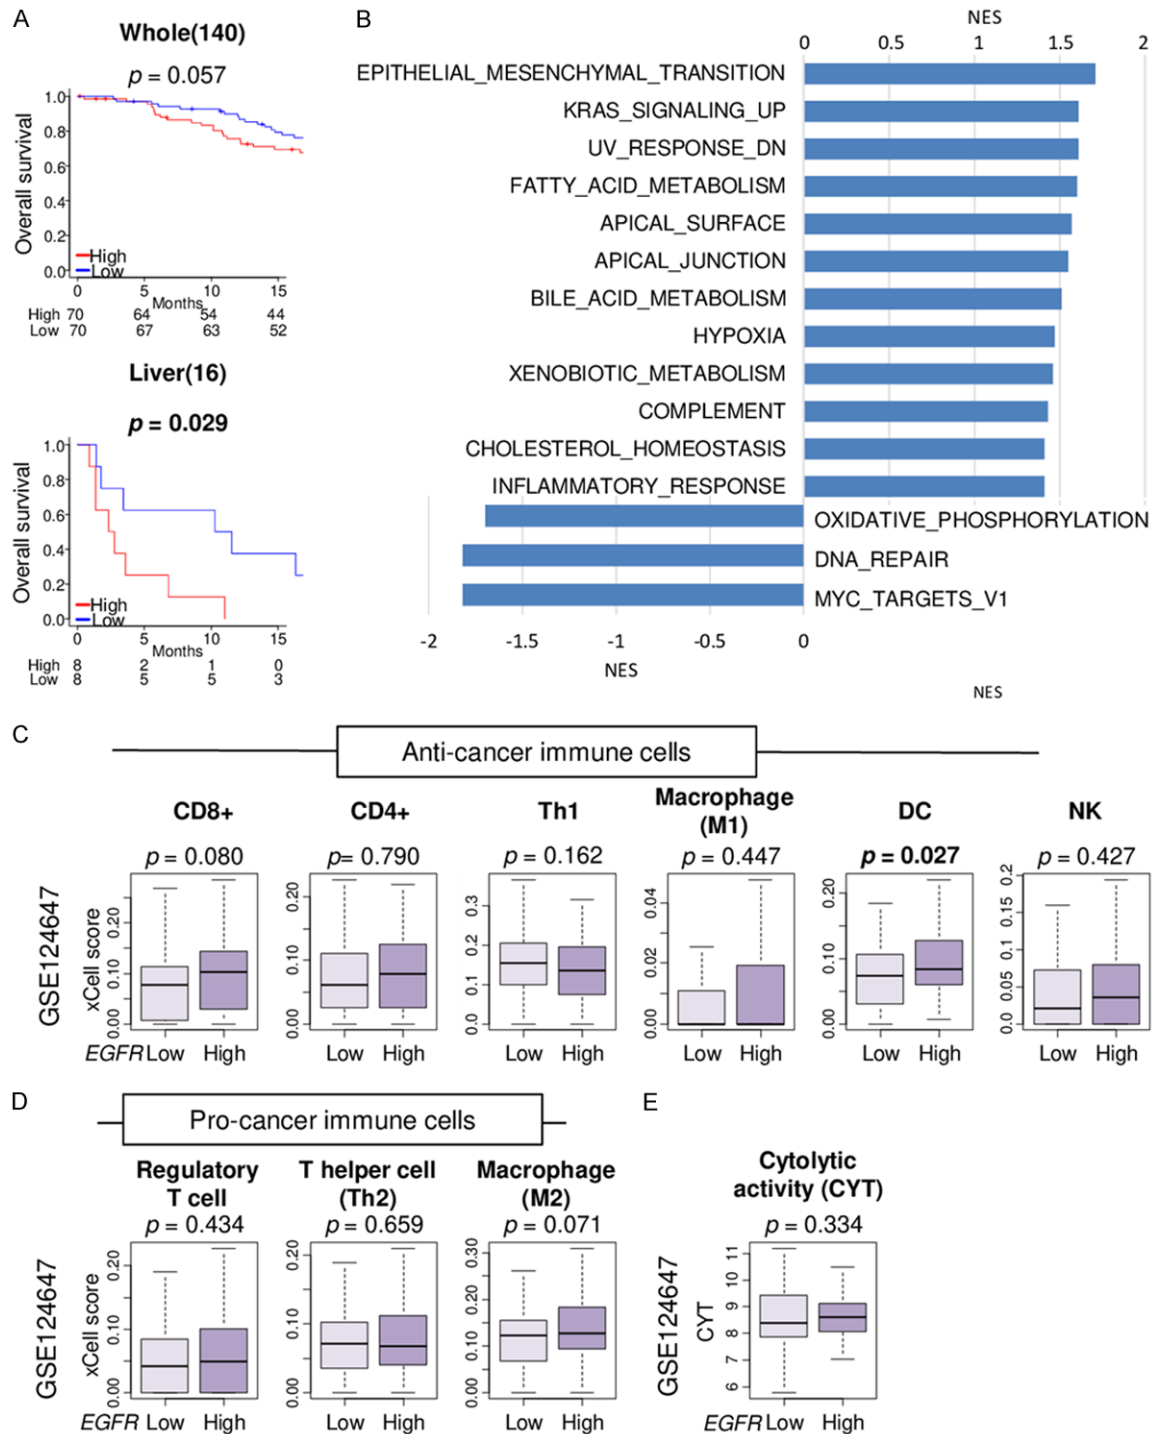 A
Whole(140)
p = 0.057
Overall survival
1.0
0.8
0.6
0.4
0.2
0.0
High
Low
0 5 10 15
Months
High 70 64 54 44
Low 70 67 63 52
Liver(16)
p = 0.029
Overall survival
1.0
0.8
0.6
0.4
0.2
0.0
High
Low
0 5 10 15
Months
High 8 2 1 0
Low 8 5 5 3
B
NES
0 0.5 1 1.5 2
EPITHELIAL_MESENCHYMAL_TRANSITION
KRAS_SIGNALING_UP
UV_RESPONSE_DN
FATTY_ACID_METABOLISM
APICAL_SURFACE
APICAL_JUNCTION
BILE_ACID_METABOLISM
HYPOXIA
XENOBIOTIC_METABOLISM
COMPLEMENT
CHOLESTEROL_HOMEOSTASIS
INFLAMMATORY_RESPONSE
OXIDATIVE_PHOSPHORYLATION
DNA_REPAIR
MYC_TARGETS_V1
-2 -1.5 -1 -0.5 0
NES
NES
C
Anti-cancer immune cells
GSE124647
xCell score
CD8+
p = 0.080
0.20
0.10
0.00
EGFR Low High
CD4+
p= 0.790
0.20
0.10
0.00
Low High
Th1
p = 0.162
0.3
0.2
0.1
0.0
Low High
Macrophage
(M1)
p = 0.447
0.04
0.02
0.00
Low High
DC
p = 0.027
0.20
0.10
0.00
Low High
NK
p = 0.427
0.2
0.15
0.1
0.05
0.0
Low High
D
Pro-cancer immune cells
GSE124647
xCell score
Regulatory
T cell
p = 0.434
0.20
0.10
0.00
EGFR Low High
T helper cell
(Th2)
p = 0.659
0.20
0.10
0.00
Low High
Macrophage
(M2)
p = 0.071
0.30
0.20
0.10
0.00
Low High
E
Cytolytic
activity (CYT)
p = 0.334
GSE124647
CYT
11
10
9
8
7
6
EGFR Low High